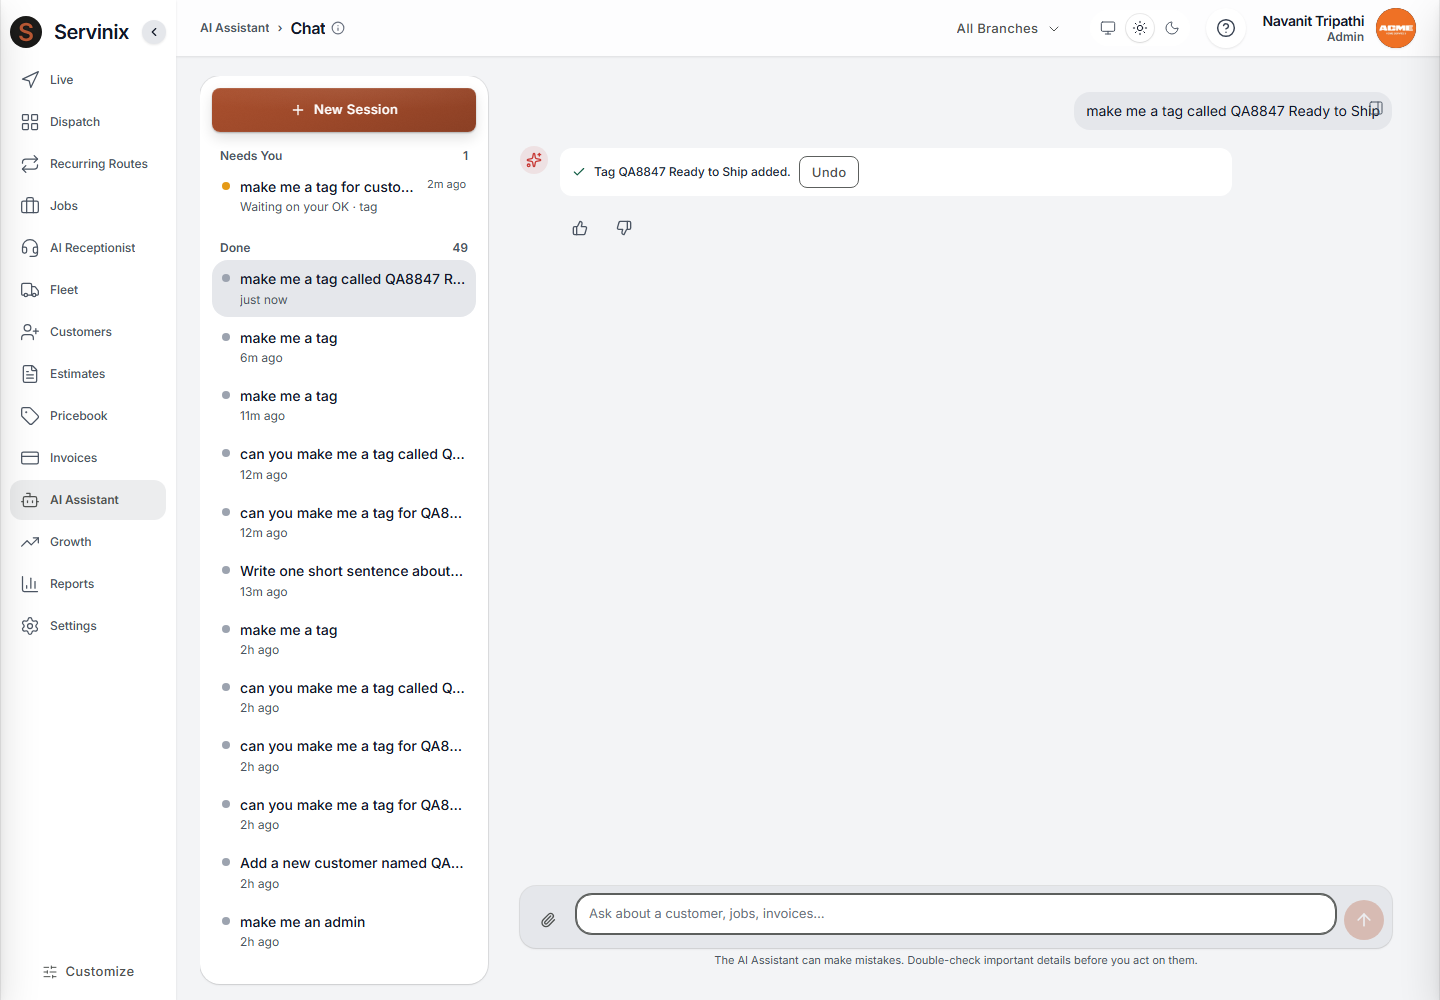 S Servinix
AI Assistant › Chat
All Branches
Navanit Tripathi
Admin
ACME
Live
Dispatch
Recurring Routes
Jobs
AI Receptionist
Fleet
Customers
Estimates
Pricebook
Invoices
AI Assistant
Growth
Reports
Settings
Customize
+ New Session
Needs You 1
make me a tag for custo... 2m ago
Waiting on your OK · tag
Done 49
make me a tag called QA8847 R...
just now
make me a tag
6m ago
make me a tag
11m ago
can you make me a tag called Q...
12m ago
can you make me a tag for QA8...
12m ago
Write one short sentence about...
13m ago
make me a tag
2h ago
can you make me a tag called Q...
2h ago
can you make me a tag for QA8...
2h ago
can you make me a tag for QA8...
2h ago
Add a new customer named QA...
2h ago
make me an admin
2h ago
make me a tag called QA8847 Ready to Ship
Tag QA8847 Ready to Ship added. Undo
Ask about a customer, jobs, invoices...
The AI Assistant can make mistakes. Double-check important details before you act on them.